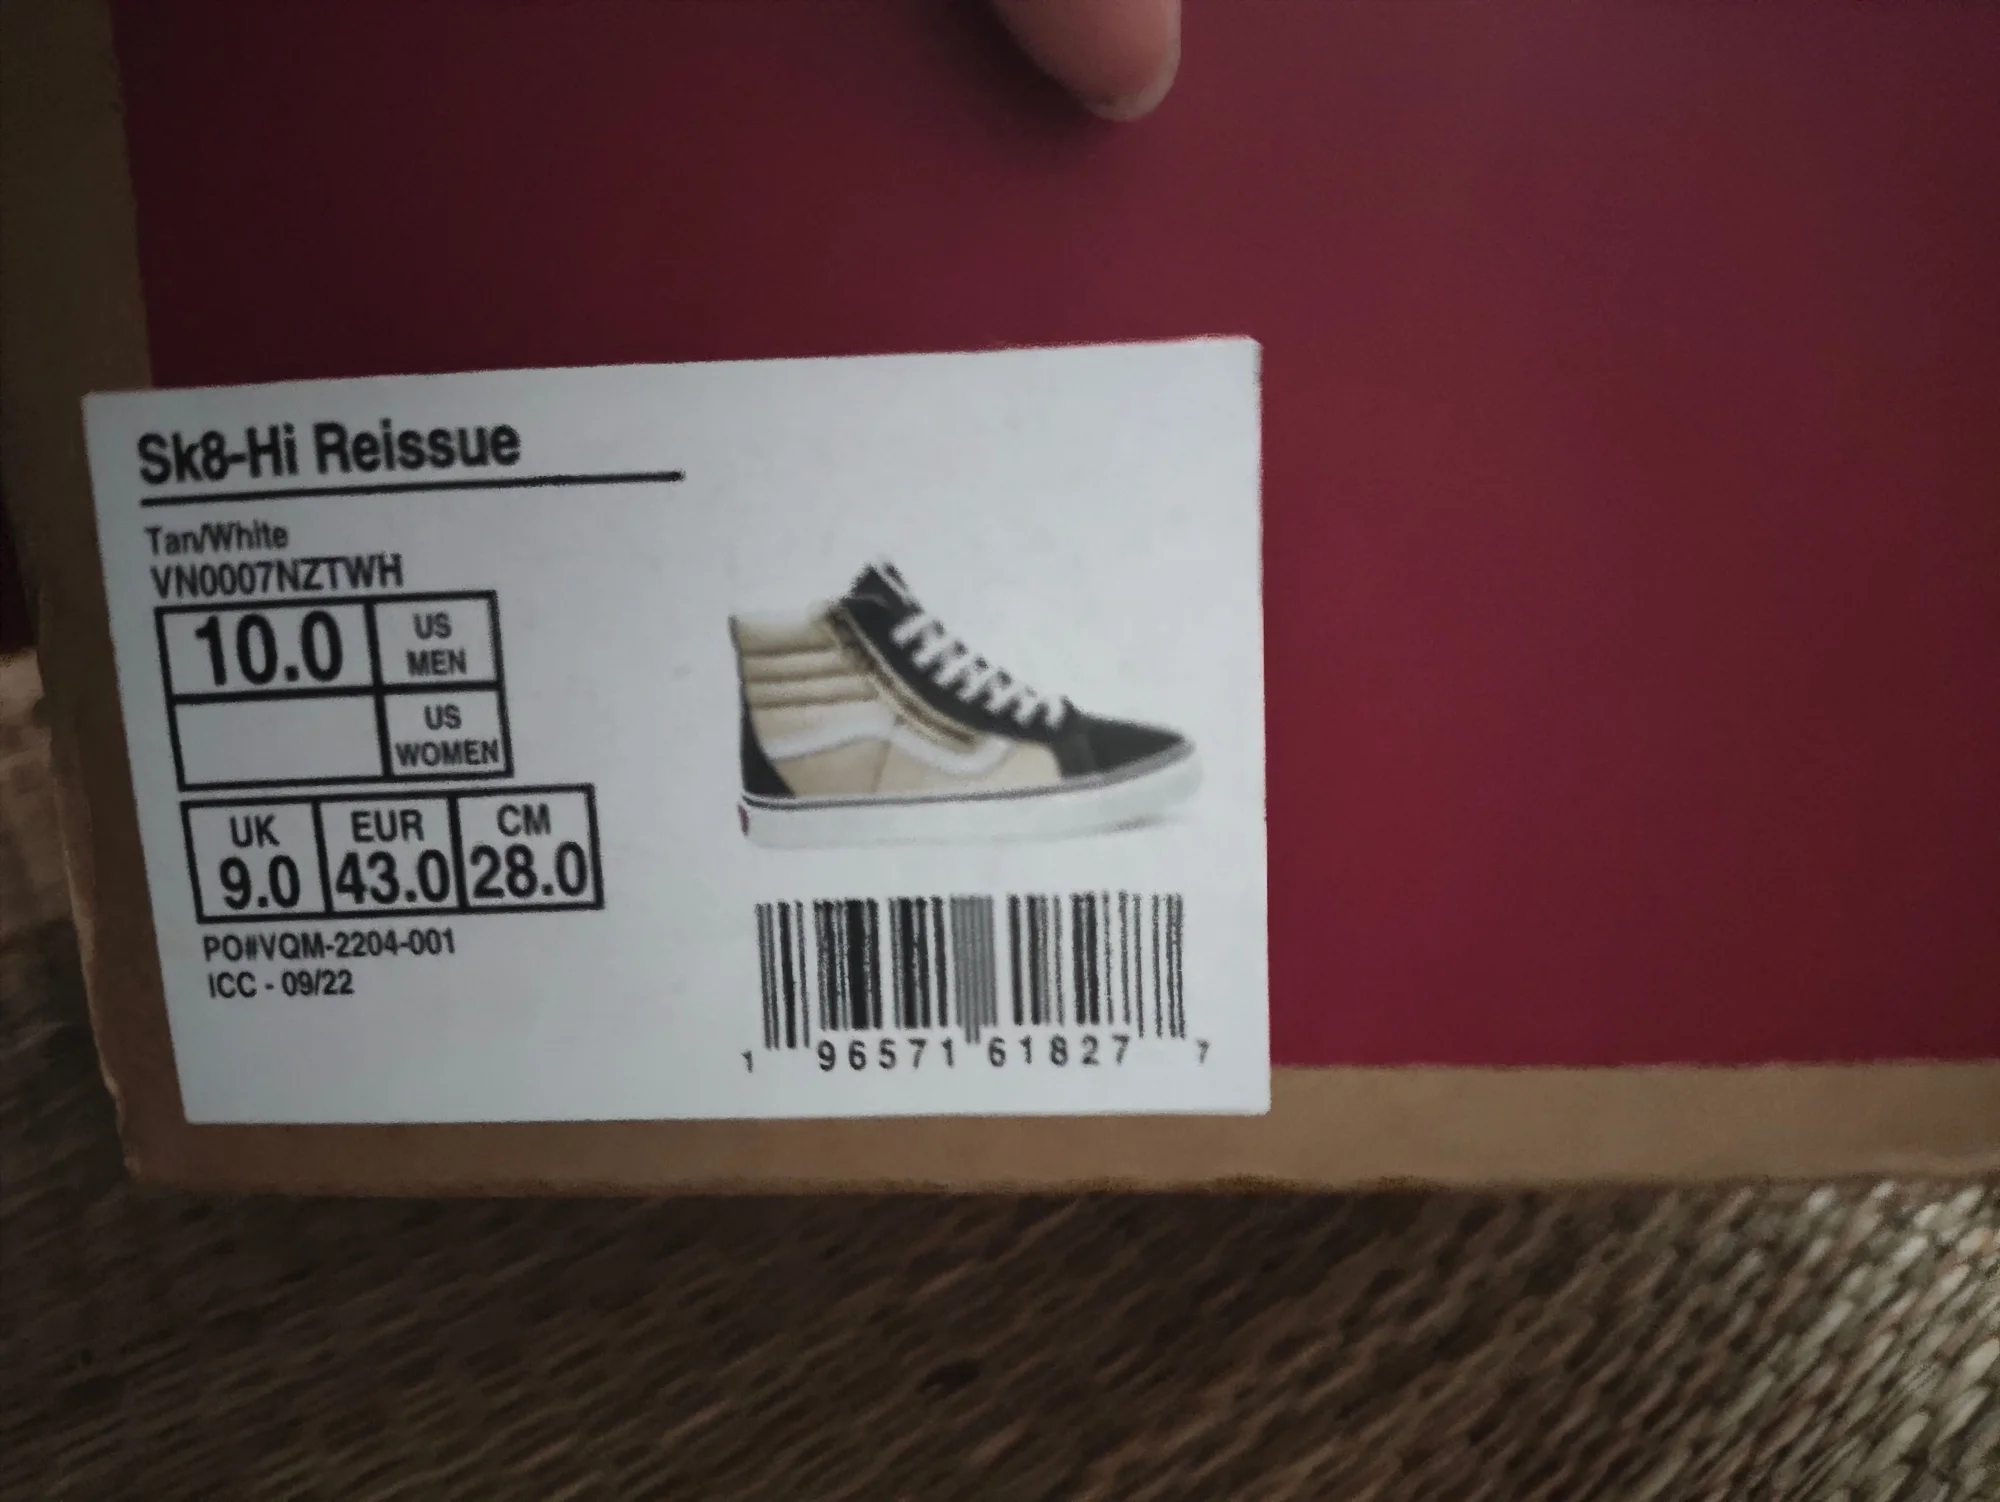 Sk8-Hi Reissue
Tan/White
VN0007NZTWH
10.0 US MEN
US WOMEN
UK EUR CM
9.0 43.0 28.0
PO#VQM-2204-001
ICC - 09/22
1 96571 61827 7